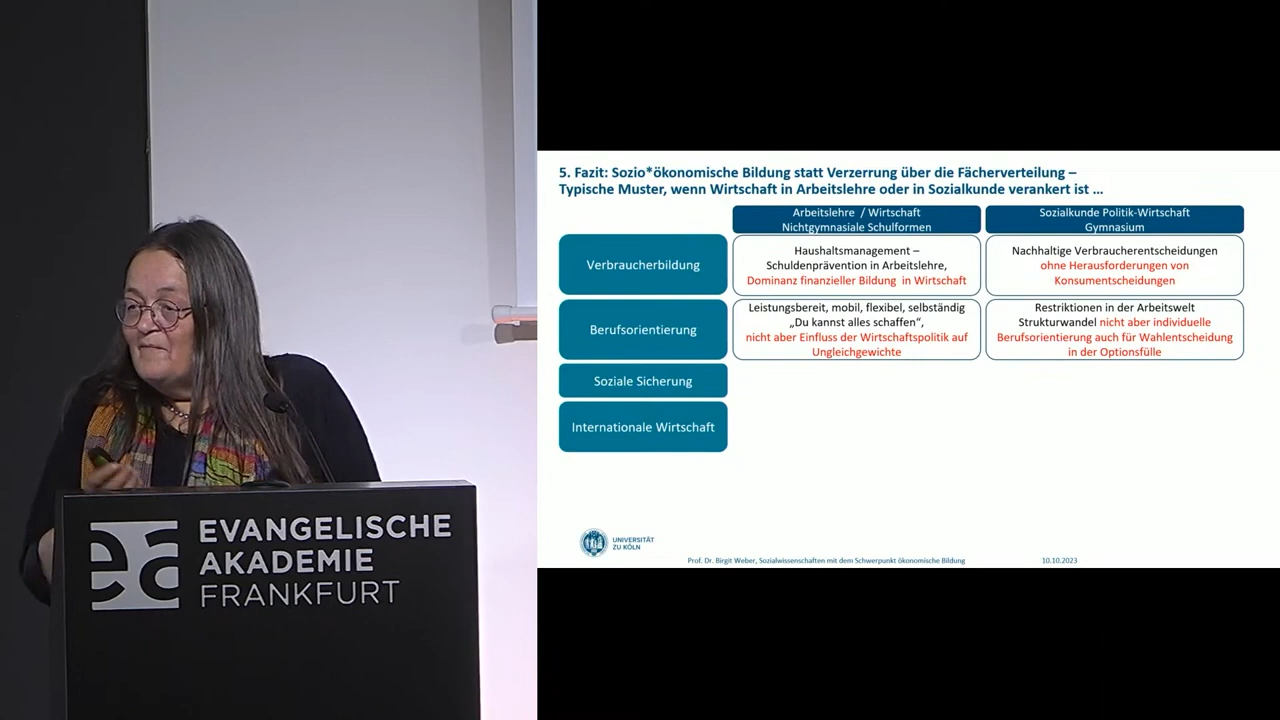 EVANGELISCHE
AKADEMIE
FRANKFURT
5. Fazit: Sozio*ökonomische Bildung statt Verzerrung über die Fächerverteilung –
Typische Muster, wenn Wirtschaft in Arbeitslehre oder in Sozialkunde verankert ist ...
Arbeitslehre / Wirtschaft
Nichtgymnasiale Schulformen
Sozialkunde Politik-Wirtschaft
Gymnasium
Verbraucherbildung
Haushaltsmanagement –
Schuldenprävention in Arbeitslehre,
Dominanz finanzieller Bildung in Wirtschaft
Nachhaltige Verbraucherentscheidungen
ohne Herausforderungen von
Konsumentscheidungen
Berufsorientierung
Leistungsbereit, mobil, flexibel, selbständig
„Du kannst alles schaffen“,
nicht aber Einfluss der Wirtschaftspolitik auf
Ungleichgewichte
Restriktionen in der Arbeitswelt
Strukturwandel nicht aber individuelle
Berufsorientierung auch für Wahlentscheidung
in der Optionsfülle
Soziale Sicherung
Internationale Wirtschaft
UNIVERSITÄT
ZU KÖLN
Prof. Dr. Birgit Weber, Sozialwissenschaften mit dem Schwerpunkt ökonomische Bildung
10.10.2023